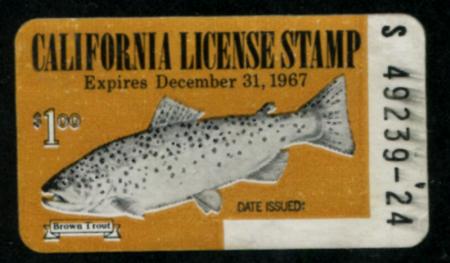 CALIFORNIA LICENSE STAMP
Expires December 31, 1967
$1.00
Brown Trout
DATE ISSUED:
S 49239-'24